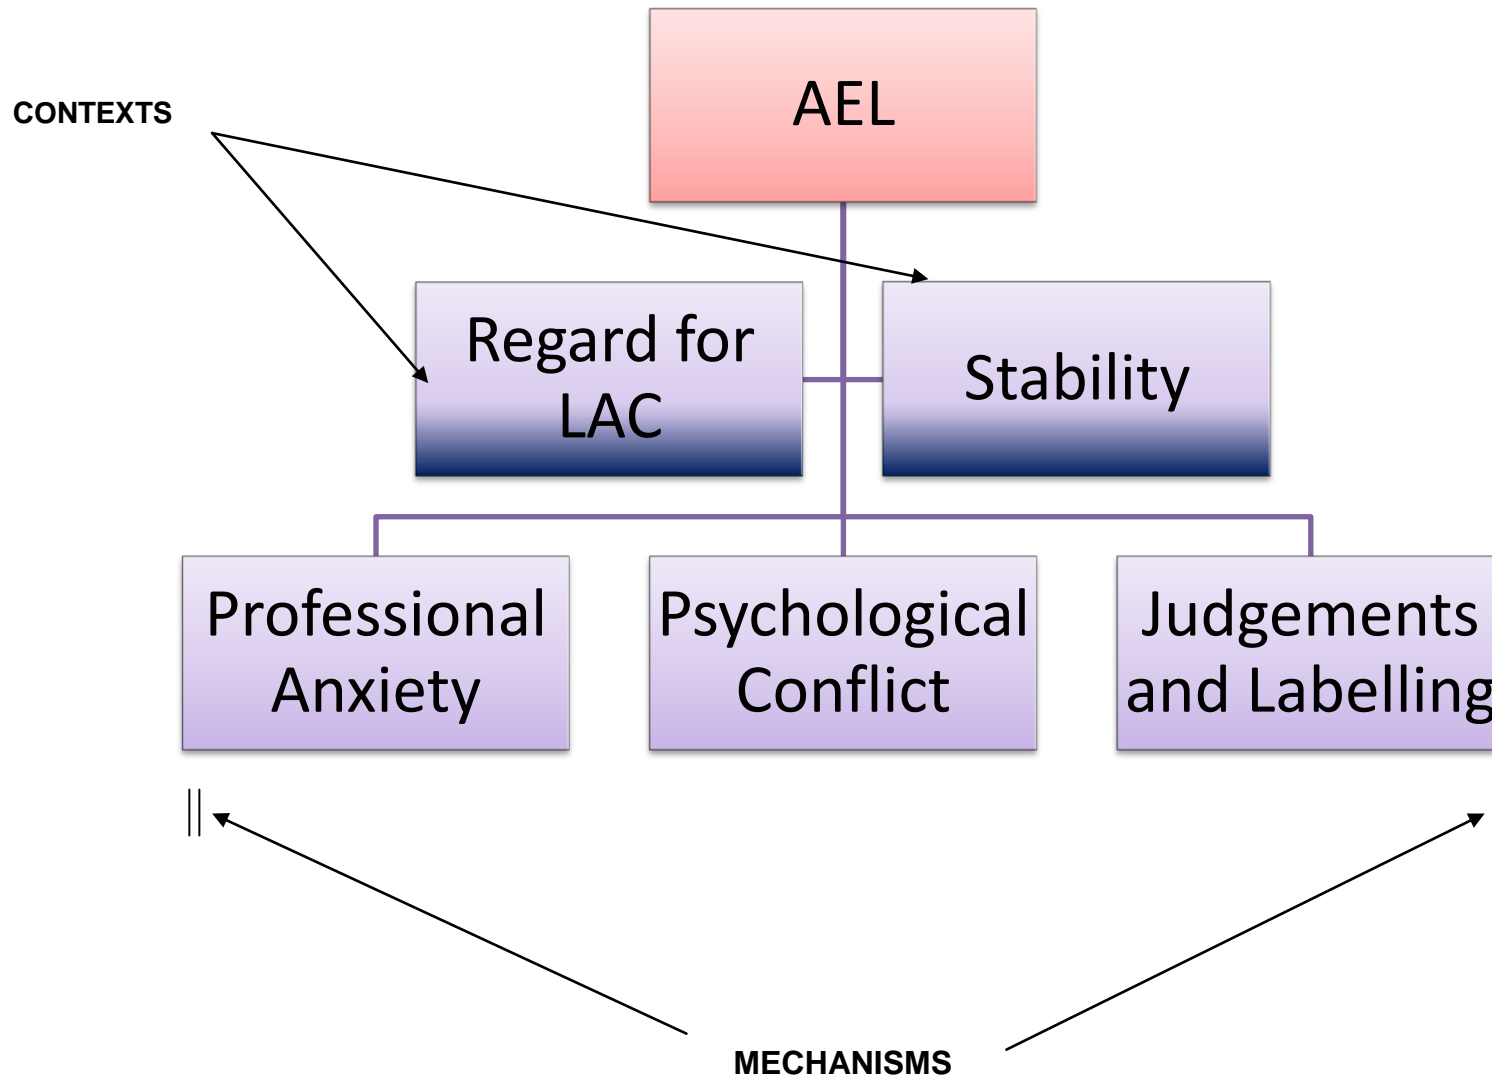 AEL
CONTEXTS
Regard for
LAC
Stability
Professional
Anxiety
Psychological
Conflict
Judgements
and Labelling
MECHANISMS